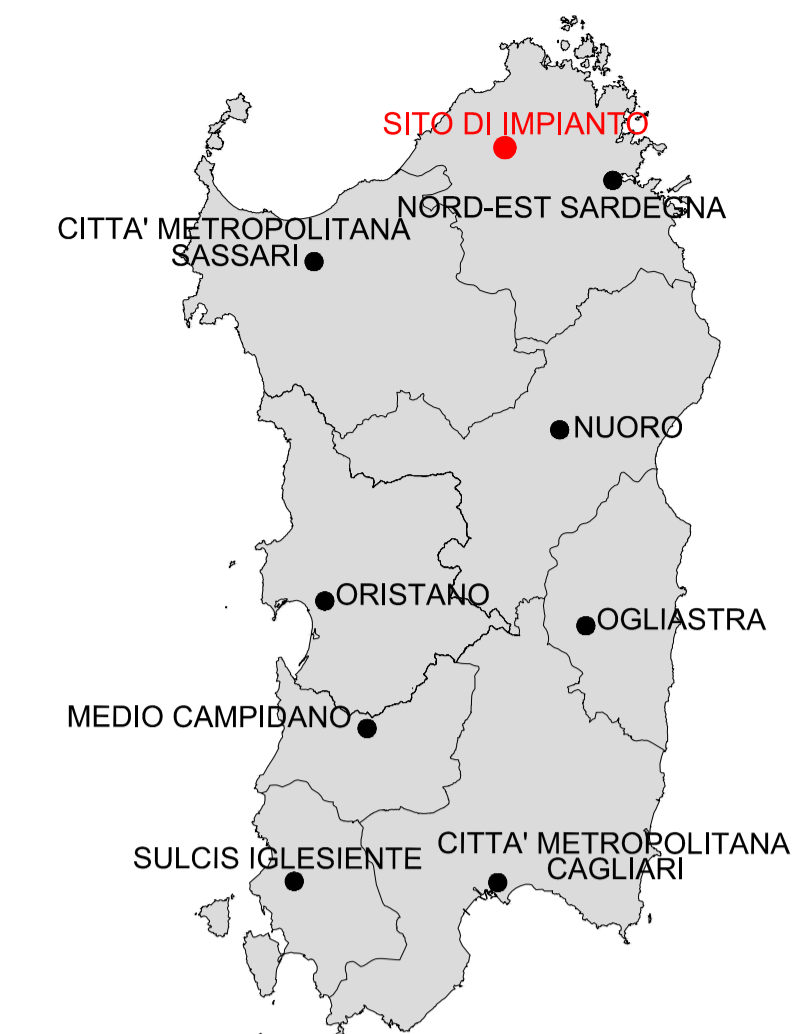 SITO DI IMPIANTO
NORD-EST SARDEGNA
CITTA' METROPOLITANA
SASSARI
NUORO
ORISTANO
OGLIASTRA
MEDIO CAMPIDANO
CITTA' METROPOLITANA
CAGLIARI
SULCIS IGLESIENTE